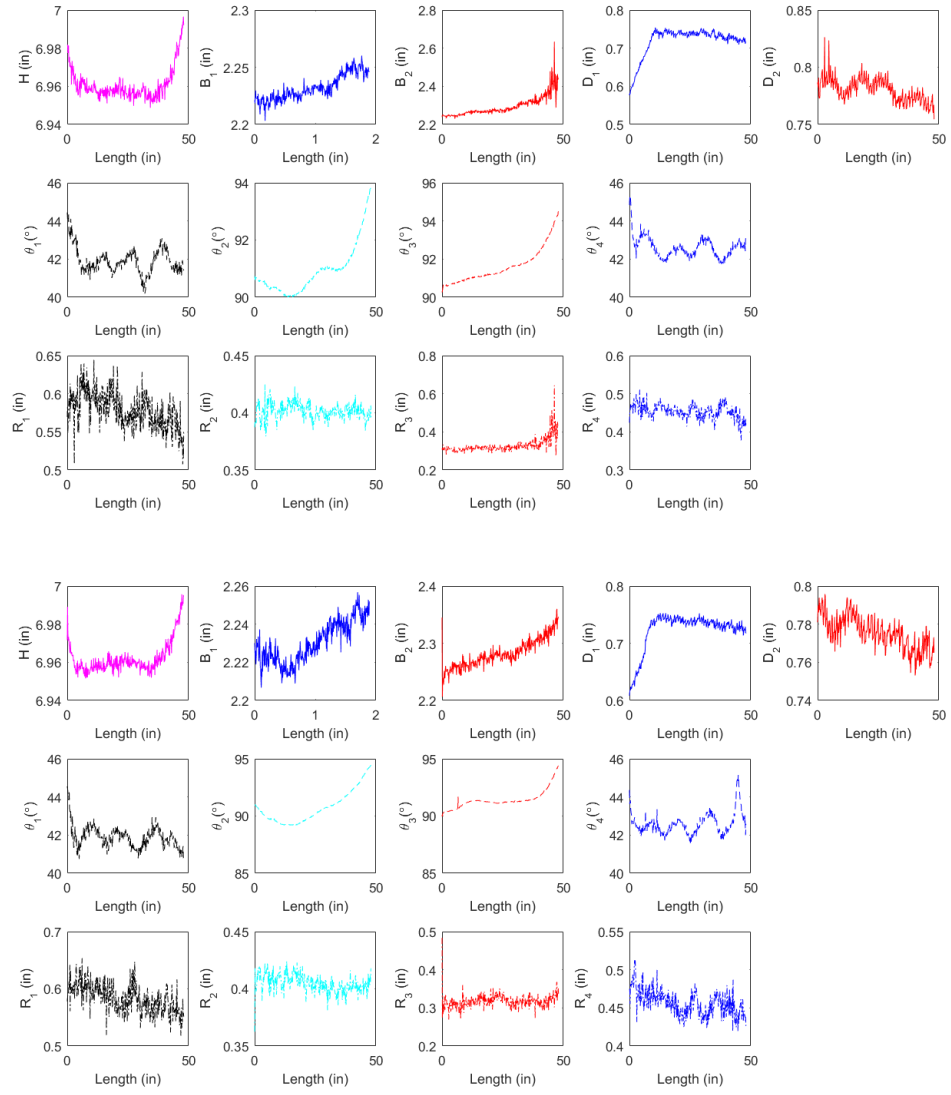 H (in)
7
6.98
6.96
6.94
0
50
Length (in)
B1 (in)
2.3
2.25
2.2
0
1
2
Length (in)
B2 (in)
2.8
2.6
2.4
2.2
0
50
Length (in)
D1 (in)
0.8
0.7
0.6
0.5
0
50
Length (in)
D2 (in)
0.85
0.8
0.75
0
50
Length (in)
θ1(°)
46
44
42
40
0
50
Length (in)
θ2(°)
94
92
90
0
50
Length (in)
θ3(°)
96
94
92
90
0
50
Length (in)
θ4(°)
46
44
42
40
0
50
Length (in)
R1 (in)
0.65
0.6
0.55
0.5
0
50
Length (in)
R2 (in)
0.45
0.4
0.35
0
50
Length (in)
R3 (in)
0.8
0.6
0.4
0.2
0
50
Length (in)
R4 (in)
0.6
0.5
0.4
0.3
0
50
Length (in)
H (in)
7
6.98
6.96
6.94
0
50
Length (in)
B1 (in)
2.26
2.24
2.22
2.2
0
1
2
Length (in)
B2 (in)
2.4
2.3
2.2
0
50
Length (in)
D1 (in)
0.8
0.7
0.6
0
50
Length (in)
D2 (in)
0.8
0.78
0.76
0.74
0
50
Length (in)
θ1(°)
46
44
42
40
0
50
Length (in)
θ2(°)
95
90
85
0
50
Length (in)
θ3(°)
95
90
85
0
50
Length (in)
θ4(°)
46
44
42
40
0
50
Length (in)
R1 (in)
0.7
0.6
0.5
0
50
Length (in)
R2 (in)
0.45
0.4
0.35
0
50
Length (in)
R3 (in)
0.5
0.4
0.3
0.2
0
50
Length (in)
R4 (in)
0.55
0.5
0.45
0.4
0
50
Length (in)